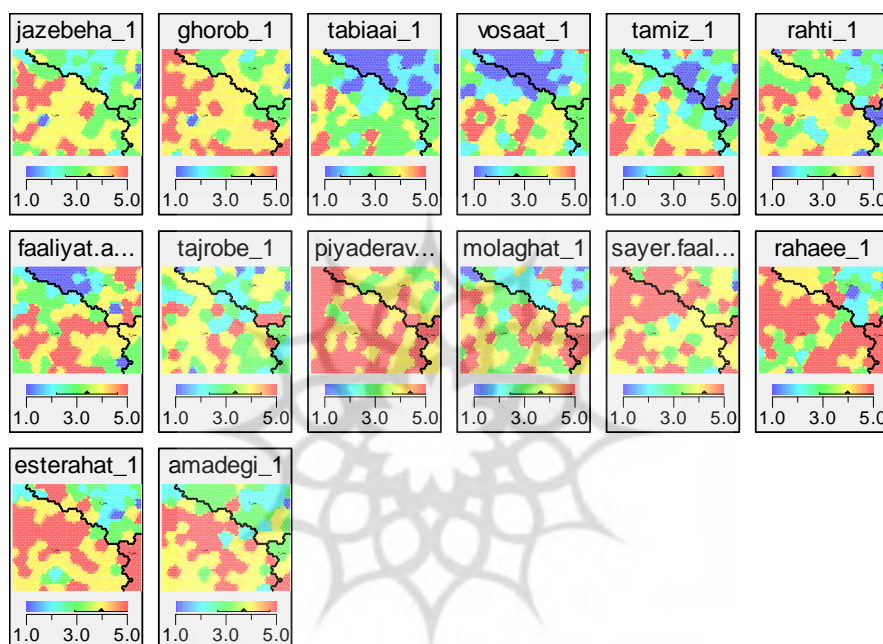 jazebeha_1 ghorob_1 tabiaai_1 vosaat_1 tamiz_1 rahti_1
1.0 3.0 5.0 1.0 3.0 5.0 1.0 3.0 5.0 1.0 3.0 5.0 1.0 3.0 5.0 1.0 3.0 5.0
faaliyat.a... tajrobe_1 piyaderav... molaghat_1 sayer.faal... rahaee_1
1.0 3.0 5.0 1.0 3.0 5.0 1.0 3.0 5.0 1.0 3.0 5.0 1.0 3.0 5.0 1.0 3.0 5.0
esterahat_1 amadegi_1
1.0 3.0 5.0 1.0 3.0 5.0